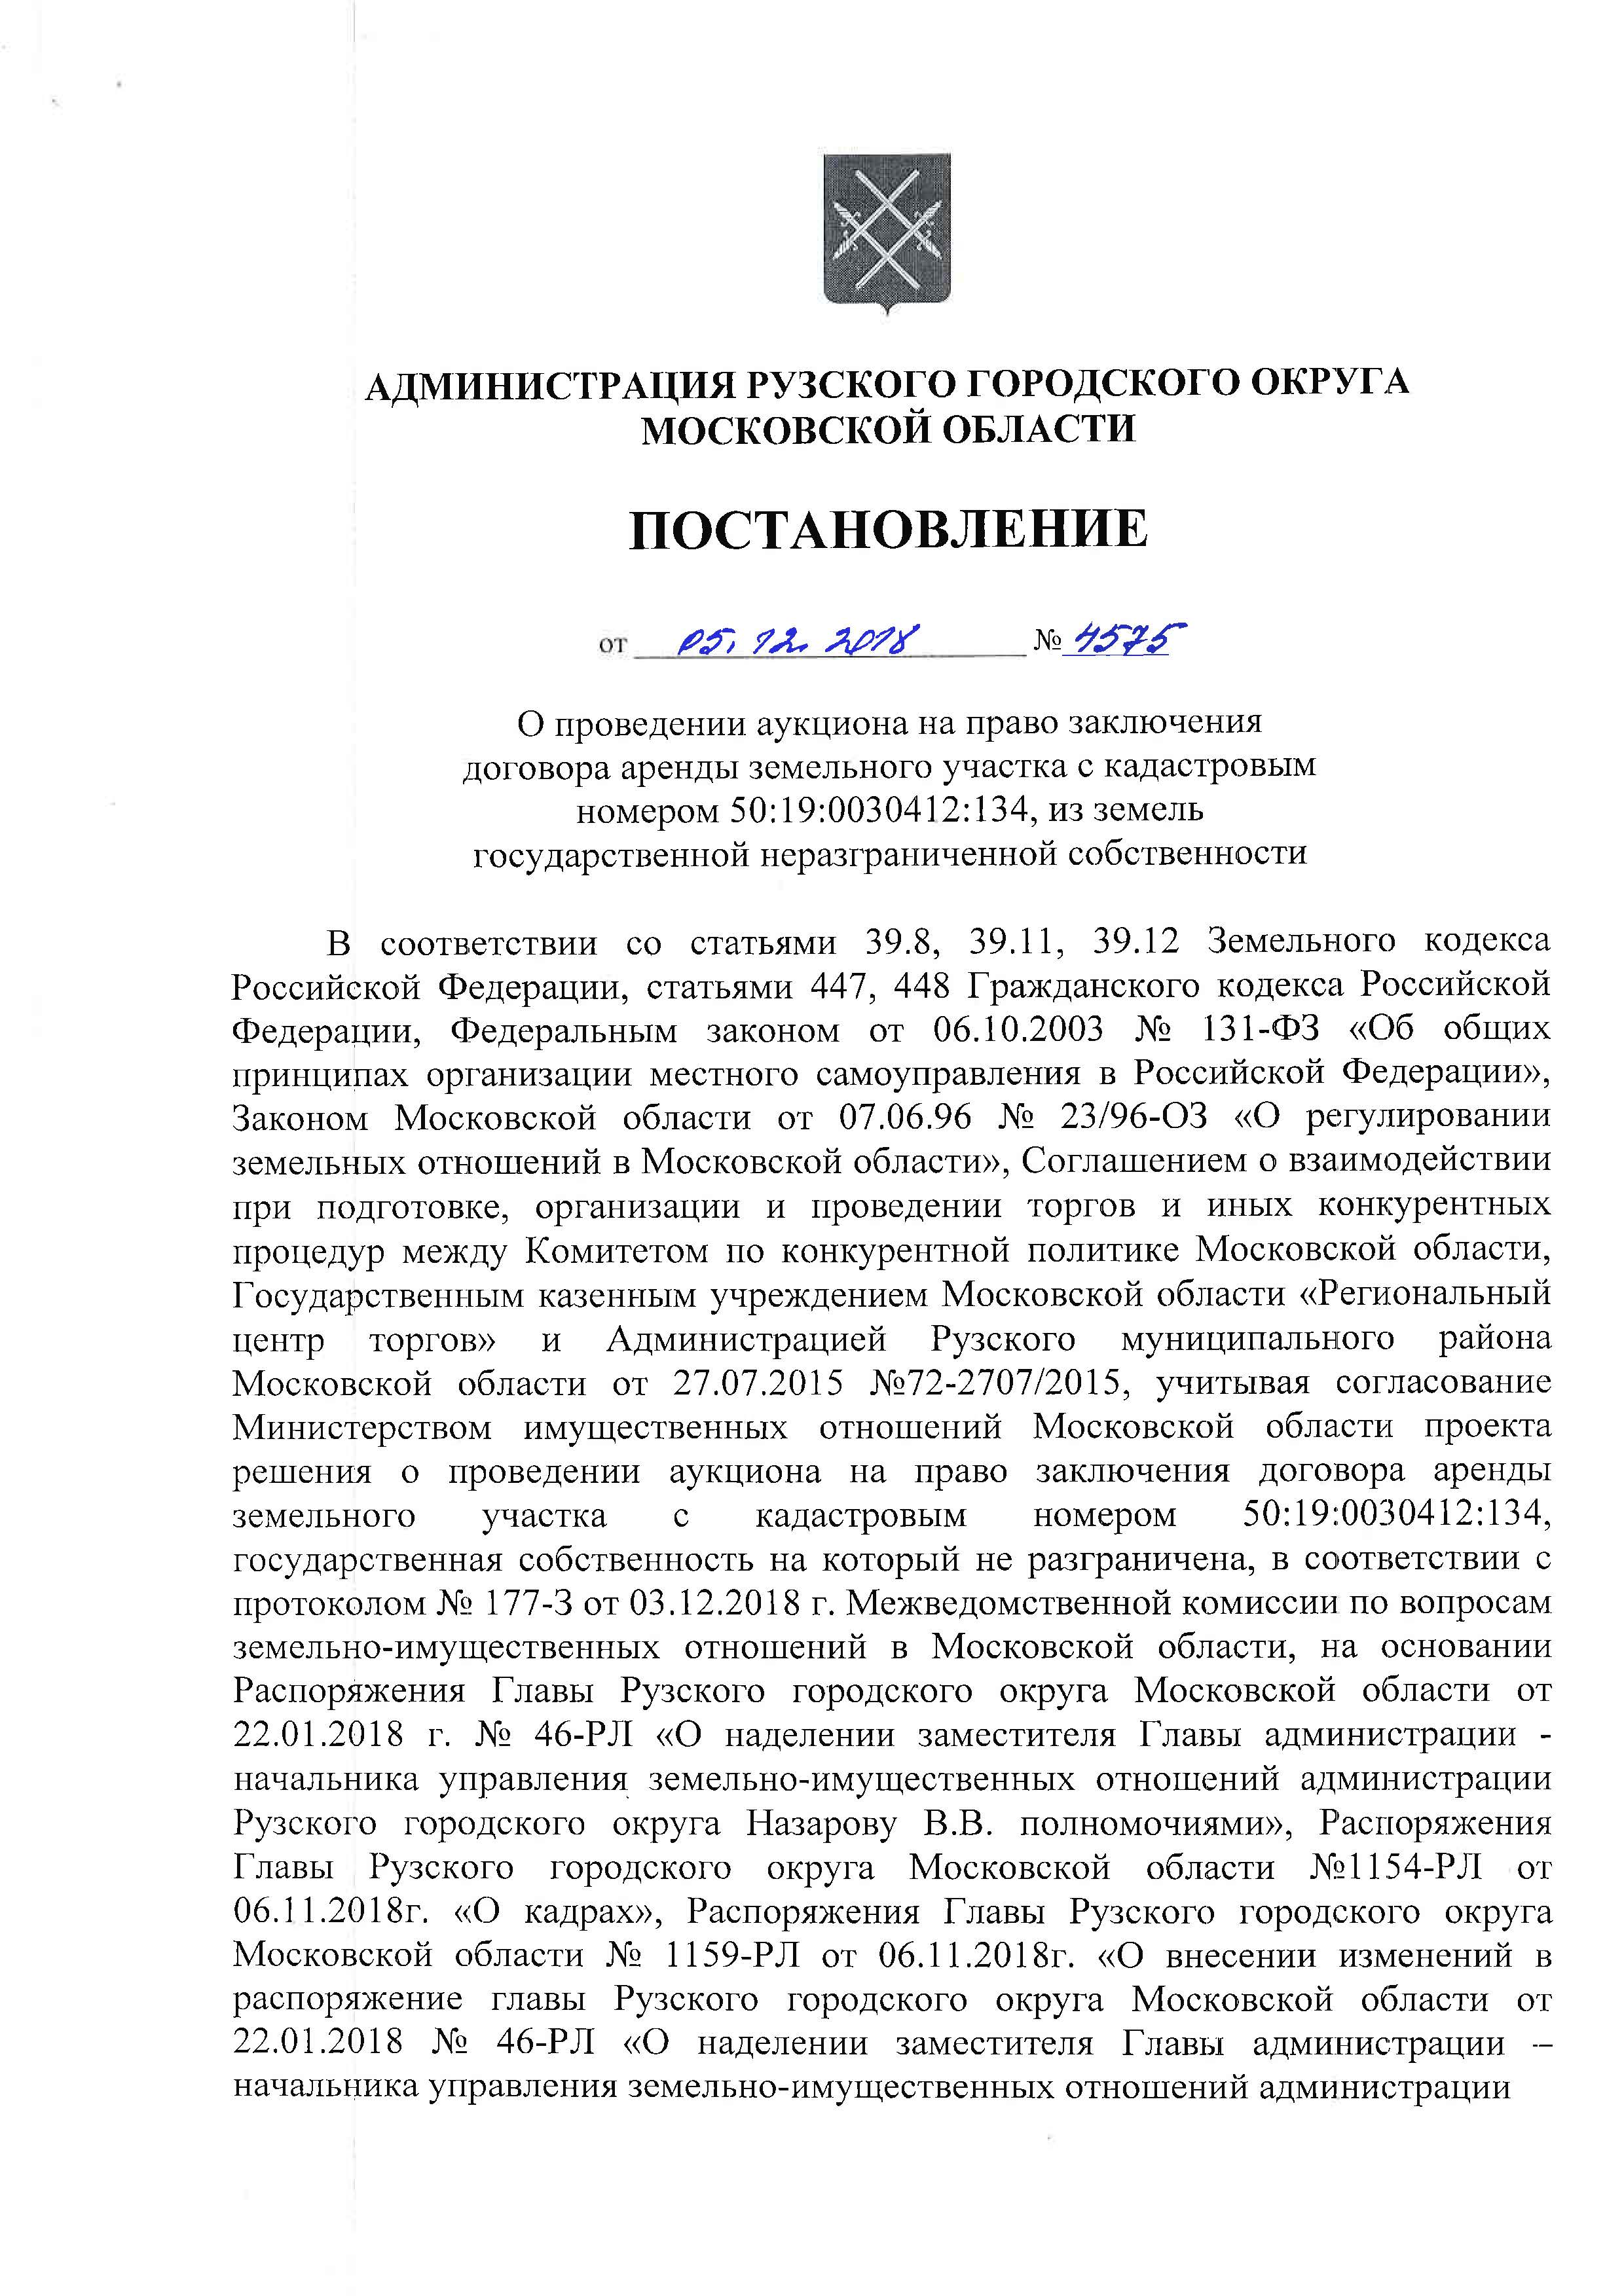 АДМИНИСТРАЦИЯ РУЗСКОГО ГОРОДСКОГО ОКРУГА
МОСКОВСКОЙ ОБЛАСТИ
ПОСТАНОВЛЕНИЕ
от 05.12.2018 № 4575
О проведении аукциона на право заключения
договора аренды земельного участка с кадастровым
номером 50:19:0030412:134, из земель
государственной неразграниченной собственности
В соответствии со статьями 39.8, 39.11, 39.12 Земельного кодекса
Российской Федерации, статьями 447, 448 Гражданского кодекса Российской
Федерации, Федеральным законом от 06.10.2003 № 131-ФЗ «Об общих
принципах организации местного самоуправления в Российской Федерации»,
Законом Московской области от 07.06.96 № 23/96-ОЗ «О регулировании
земельных отношений в Московской области», Соглашением о взаимодействии
при подготовке, организации и проведении торгов и иных конкурентных
процедур между Комитетом по конкурентной политике Московской области,
Государственным казенным учреждением Московской области «Региональный
центр торгов» и Администрацией Рузского муниципального района
Московской области от 27.07.2015 №72-2707/2015, учитывая согласование
Министерством имущественных отношений Московской области проекта
решения о проведении аукциона на право заключения договора аренды
земельного участка с кадастровым номером 50:19:0030412:134,
государственная собственность на который не разграничена, в соответствии с
протоколом № 177-З от 03.12.2018 г. Межведомственной комиссии по вопросам
земельно-имущественных отношений в Московской области, на основании
Распоряжения Главы Рузского городского округа Московской области от
22.01.2018 г. № 46-РЛ «О наделении заместителя Главы администрации -
начальника управления земельно-имущественных отношений администрации
Рузского городского округа Назарову В.В. полномочиями», Распоряжения
Главы Рузского городского округа Московской области №1154-РЛ от
06.11.2018г. «О кадрах», Распоряжения Главы Рузского городского округа
Московской области № 1159-РЛ от 06.11.2018г. «О внесении изменений в
распоряжение главы Рузского городского округа Московской области от
22.01.2018 № 46-РЛ «О наделении заместителя Главы администрации –
начальника управления земельно-имущественных отношений администрации